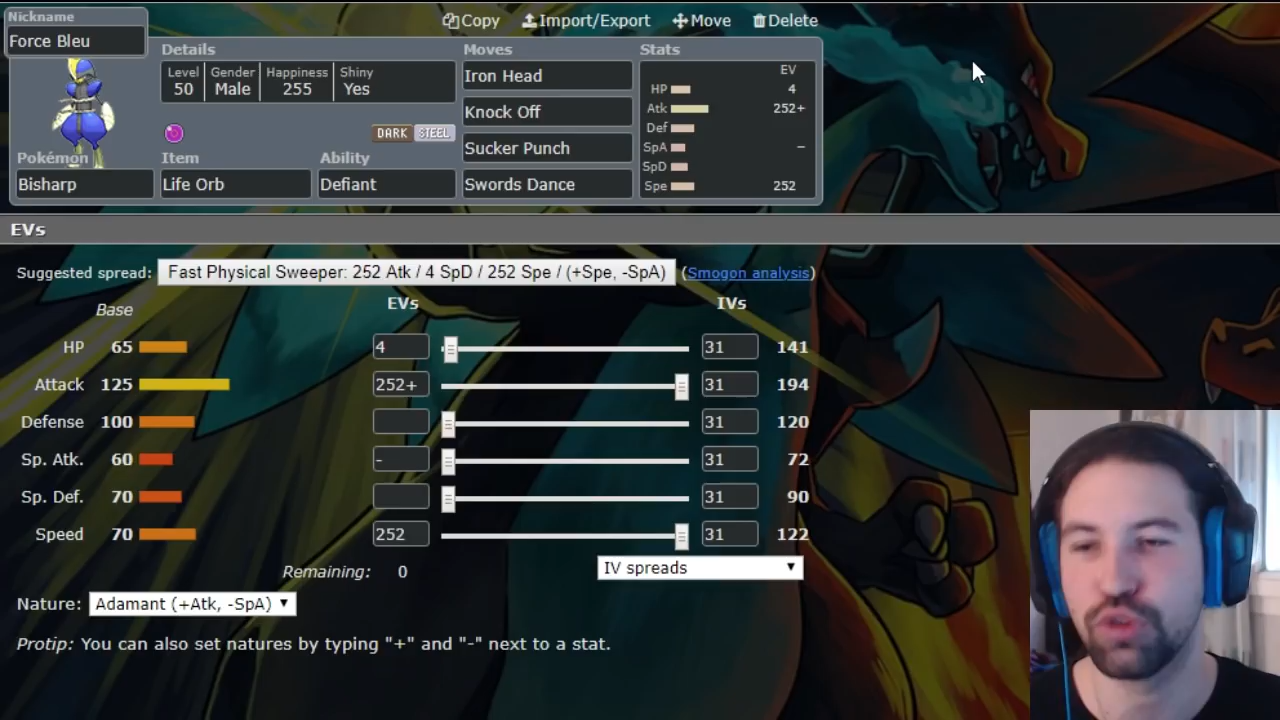 Nickname
Force Bleu
Copy Import/Export Move Delete
Details
Level Gender Happiness Shiny
50 Male 255 Yes
DARK STEEL
Pokémon Item Ability
Bisharp Life Orb Defiant
Moves
Iron Head
Knock Off
Sucker Punch
Swords Dance
Stats
EV
HP 4
Atk 252+
Def
SpA −
SpD
Spe 252
EVs
Suggested spread: Fast Physical Sweeper: 252 Atk / 4 SpD / 252 Spe / (+Spe, -SpA) (Smogon analysis)
Base EVs IVs
HP 65 4 31 141
Attack 125 252+ 31 194
Defense 100 31 120
Sp. Atk. 60 - 31 72
Sp. Def. 70 31 90
Speed 70 252 31 122
Remaining: 0 IV spreads
Nature: Adamant (+Atk, -SpA)
Protip: You can also set natures by typing "+" and "-" next to a stat.